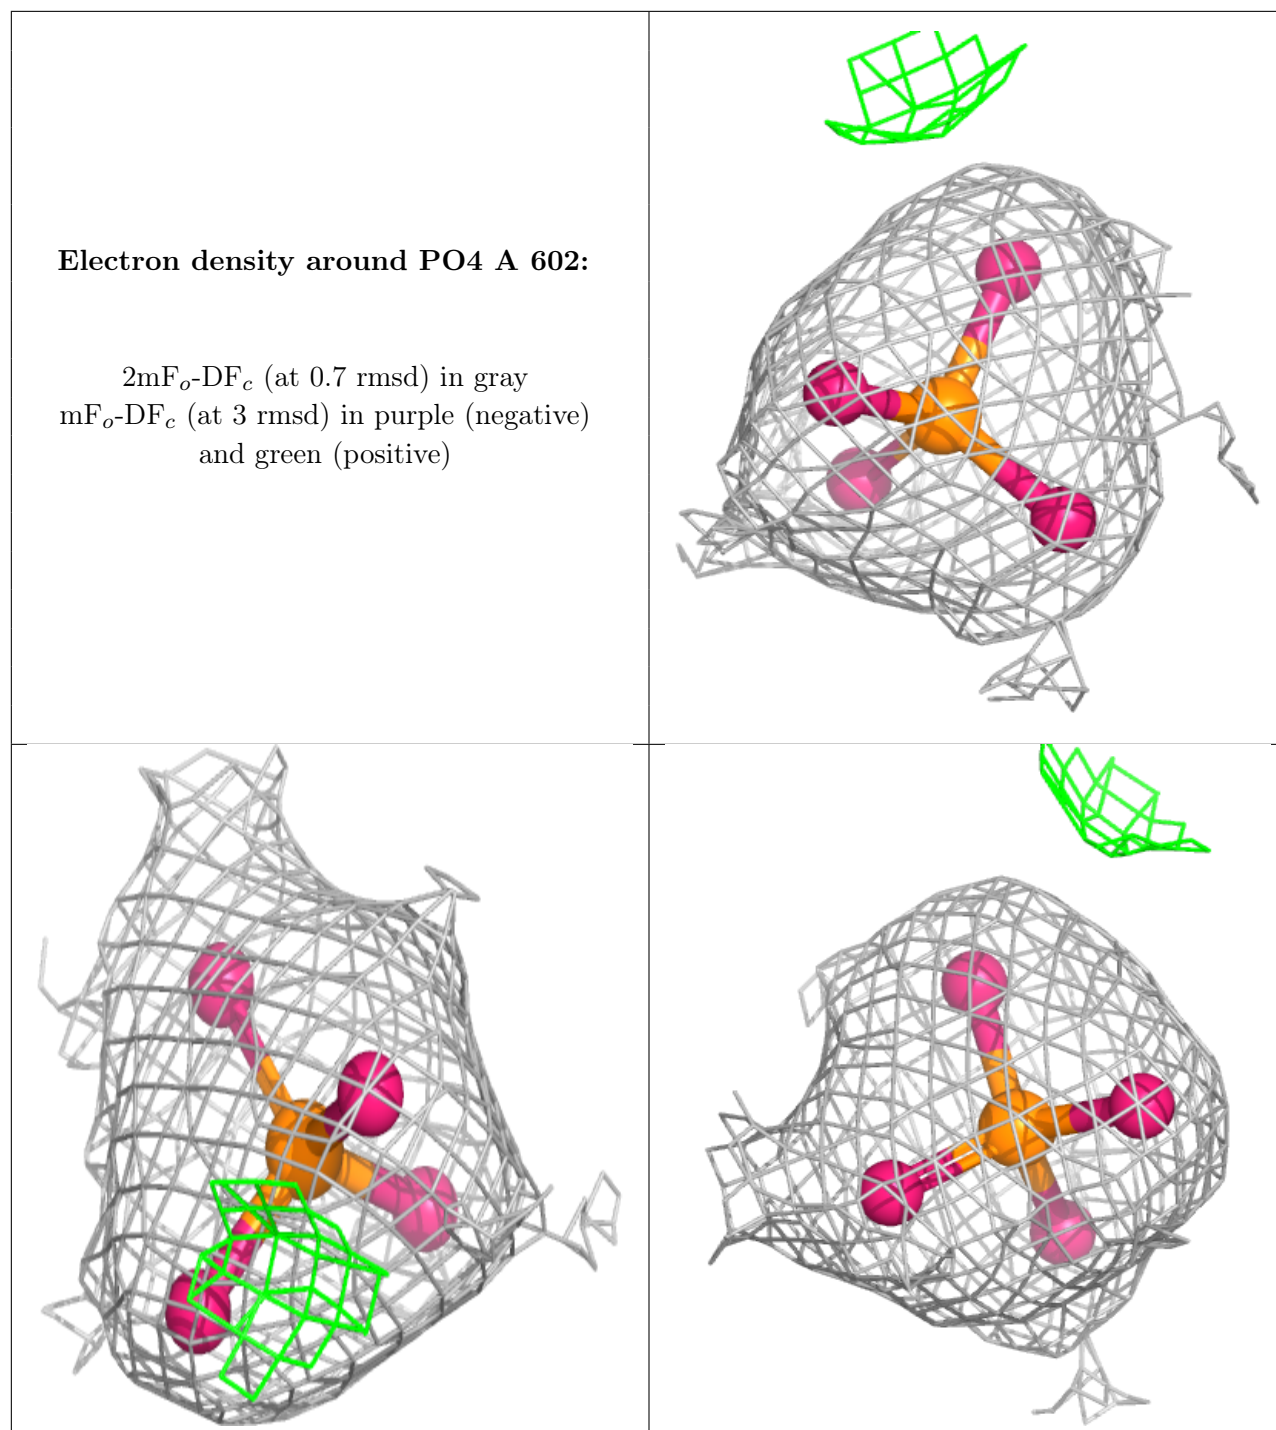 Electron density around PO4 A 602:
2mFo-DFc (at 0.7 rmsd) in gray
mFo-DFc (at 3 rmsd) in purple (negative)
and green (positive)